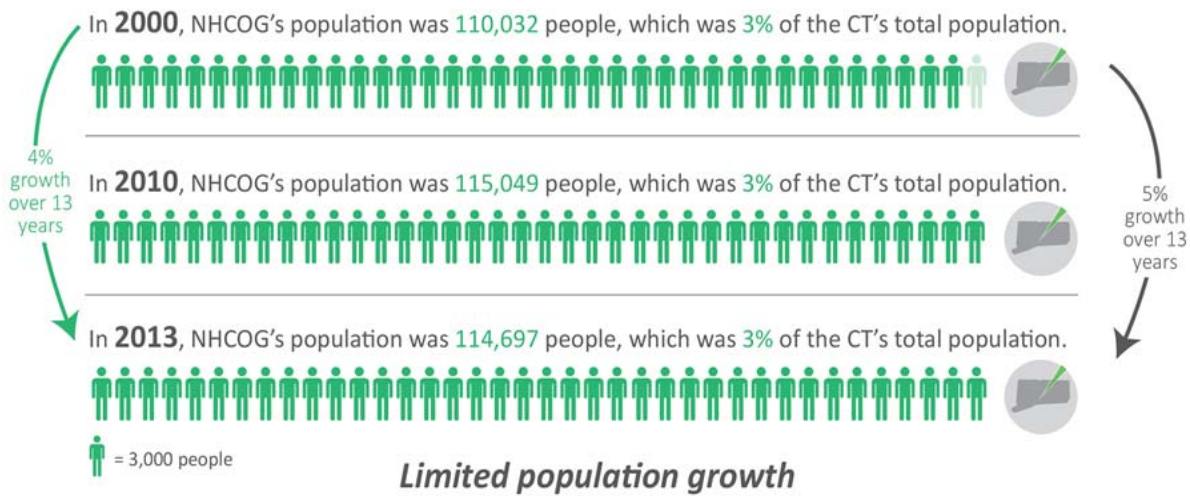 In 2000, NHCOG's population was 110,032 people, which was 3% of the CT's total population.
4%
growth
over 13
years
In 2010, NHCOG's population was 115,049 people, which was 3% of the CT's total population.
5%
growth
over 13
years
In 2013, NHCOG's population was 114,697 people, which was 3% of the CT's total population.
= 3,000 people
Limited population growth